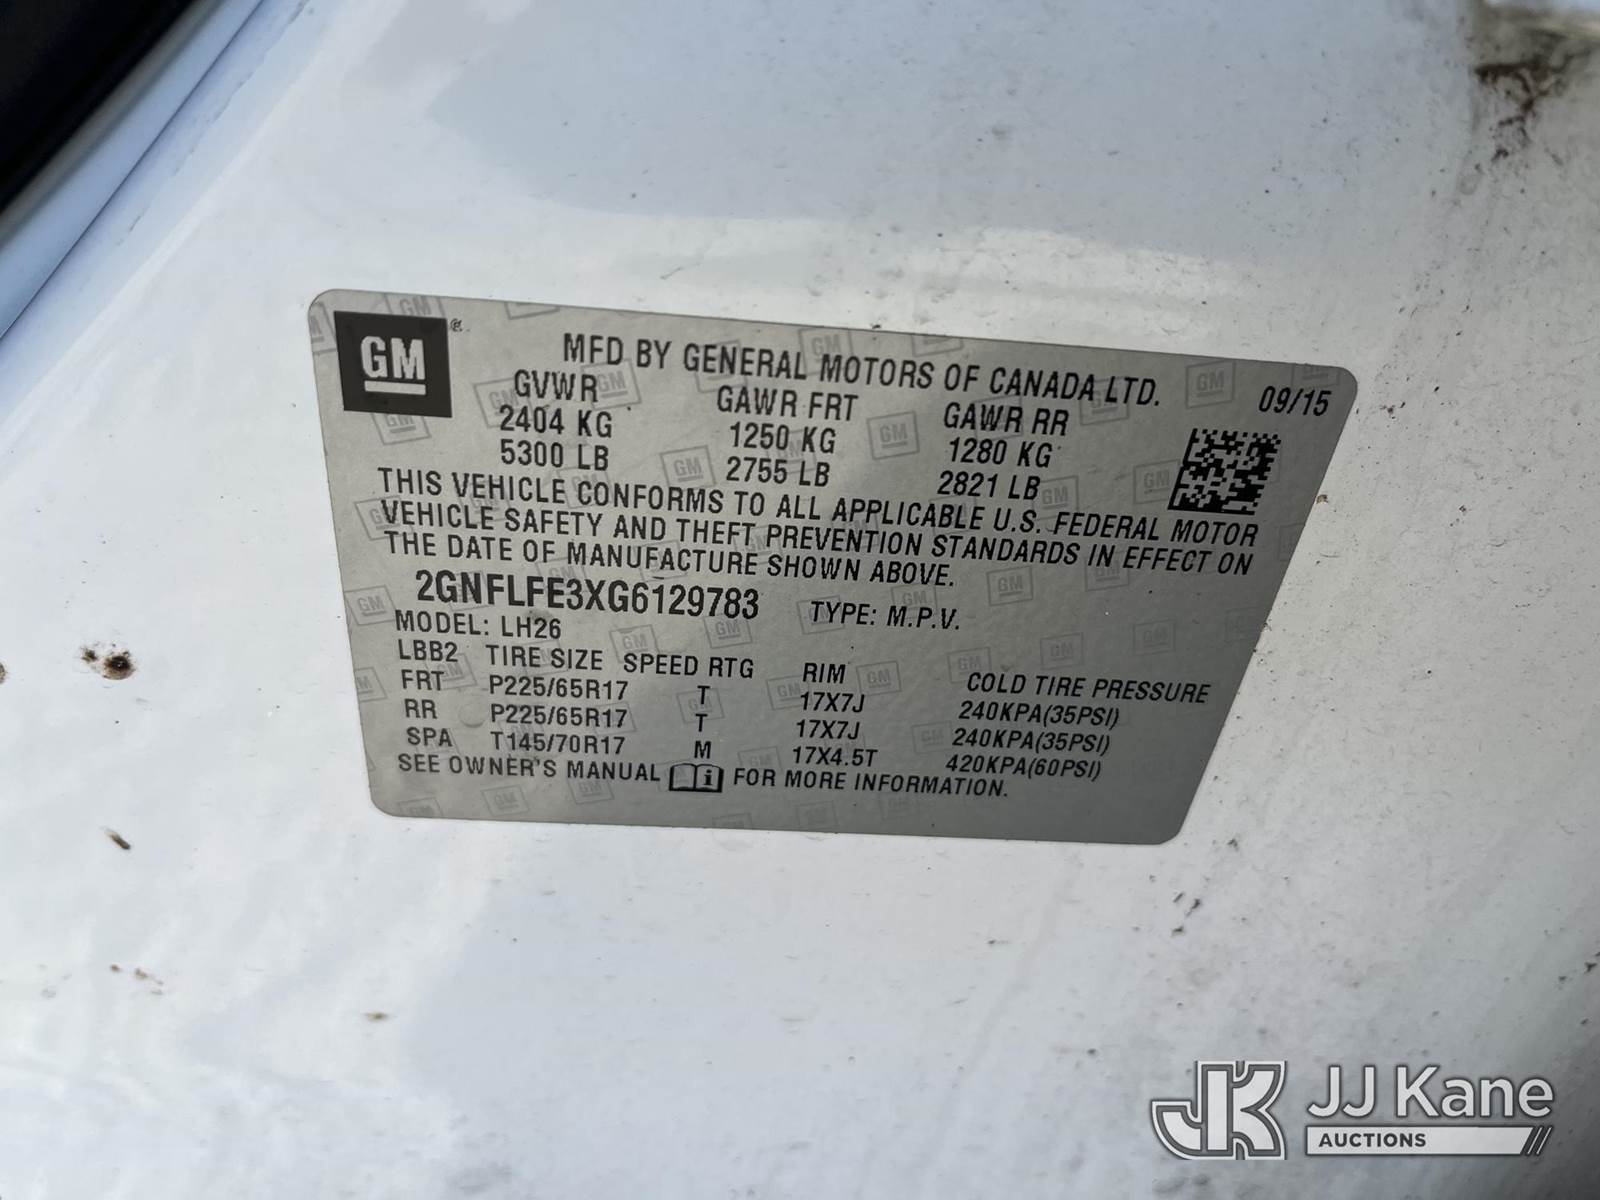 GM
MFD BY GENERAL MOTORS OF CANADA LTD. 09/15
GVWR GAWR FRT GAWR RR
2404 KG 1250 KG 1280 KG
5300 LB 2755 LB 2821 LB
THIS VEHICLE CONFORMS TO ALL APPLICABLE U.S. FEDERAL MOTOR
VEHICLE SAFETY AND THEFT PREVENTION STANDARDS IN EFFECT ON
THE DATE OF MANUFACTURE SHOWN ABOVE.
2GNFLFE3XG6129783 TYPE: M.P.V.
MODEL: LH26
LBB2 TIRE SIZE SPEED RTG RIM COLD TIRE PRESSURE
FRT P225/65R17 T 17X7J 240KPA(35PSI)
RR P225/65R17 T 17X7J 240KPA(35PSI)
SPA T145/70R17 M 17X4.5T 420KPA(60PSI)
SEE OWNER'S MANUAL FOR MORE INFORMATION.
JK JJ Kane
AUCTIONS